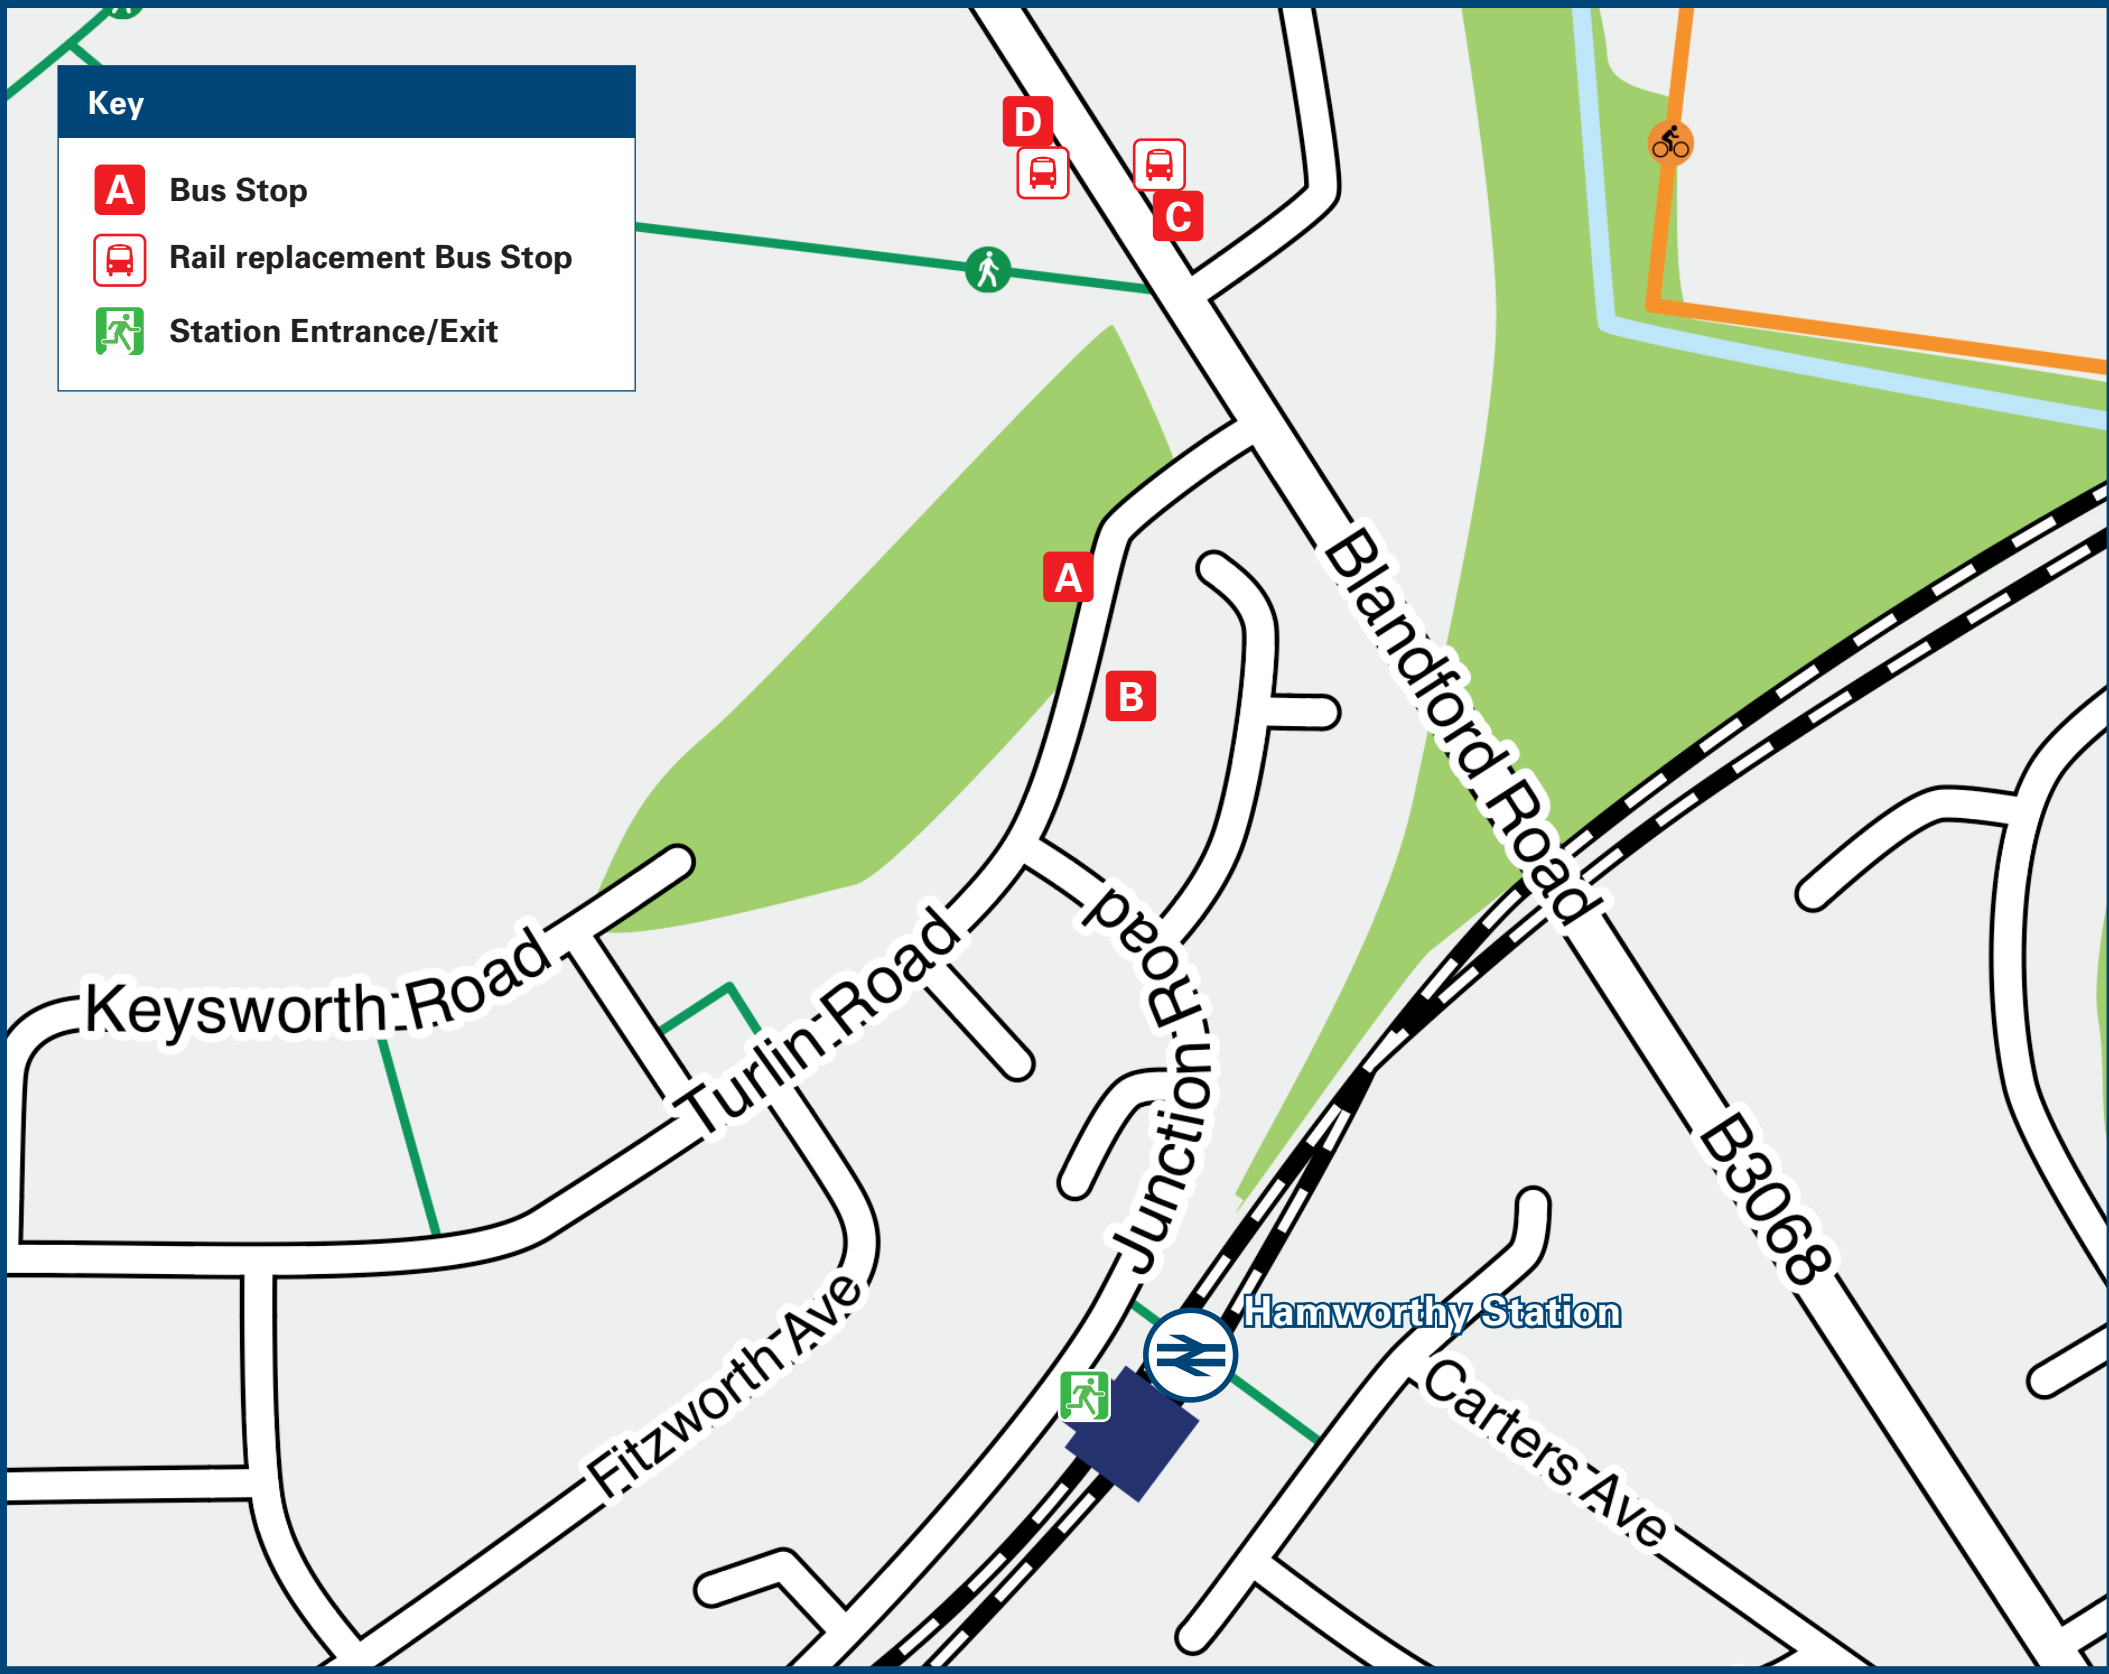 Key
A Bus Stop
Rail replacement Bus Stop
Station Entrance/Exit
D
C
A
B
Blandford Road
Keysworth Road
Turlin Road
Junction Road
B3068
Hamworthy Station
Fitzworth Ave
Carters Ave